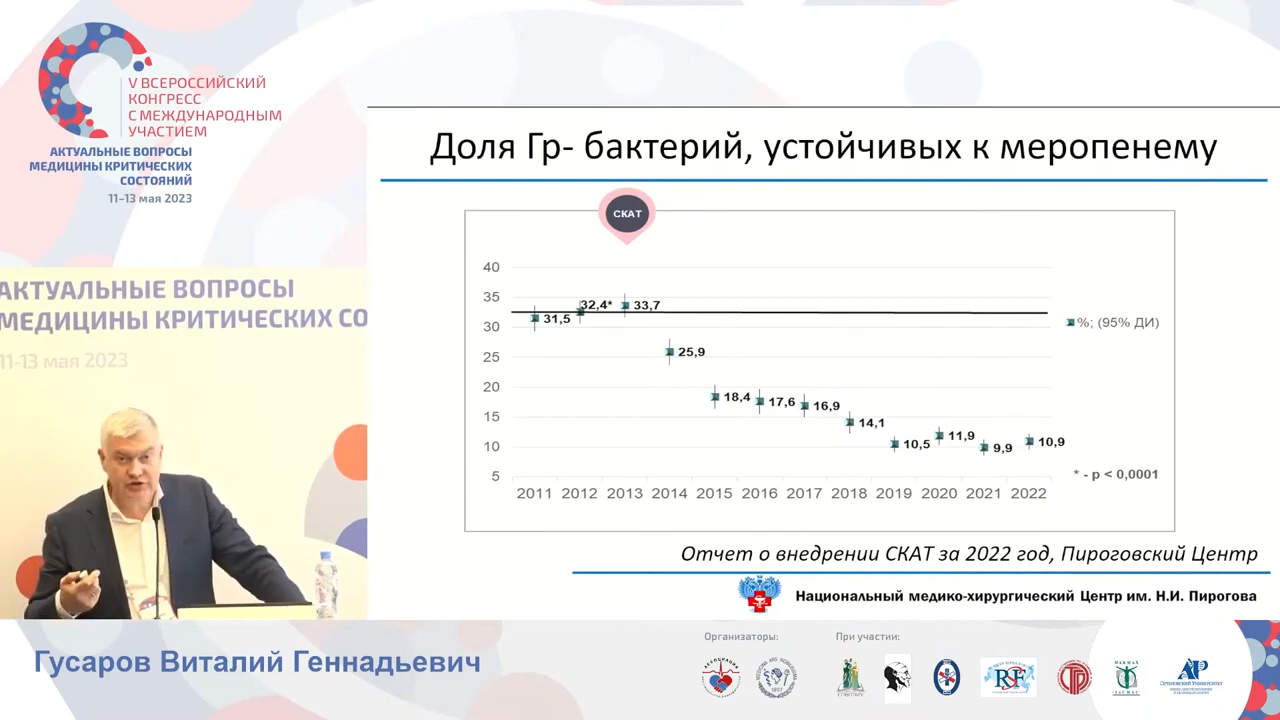 V ВСЕРОССИЙСКИЙ
КОНГРЕСС
С МЕЖДУНАРОДНЫМ
УЧАСТИЕМ
АКТУАЛЬНЫЕ ВОПРОСЫ
МЕДИЦИНЫ КРИТИЧЕСКИХ
СОСТОЯНИЙ
11–13 мая 2023
АКТУАЛЬНЫЕ ВОПРОСЫ
МЕДИЦИНЫ КРИТИЧЕСКИХ СО
11-13 мая 2023
Доля Гр- бактерий, устойчивых к меропенему
СКАТ
40
35
30
25
20
15
10
5
31,5
32,4*
33,7
25,9
18,4
17,6
16,9
14,1
10,5
11,9
9,9
10,9
%; (95% ДИ)
* - p < 0,0001
2011 2012 2013 2014 2015 2016 2017 2018 2019 2020 2021 2022
Отчет о внедрении СКАТ за 2022 год, Пироговский Центр
Национальный медико-хирургический Центр им. Н.И. Пирогова
Гусаров Виталий Геннадьевич
Организаторы:
При участии: